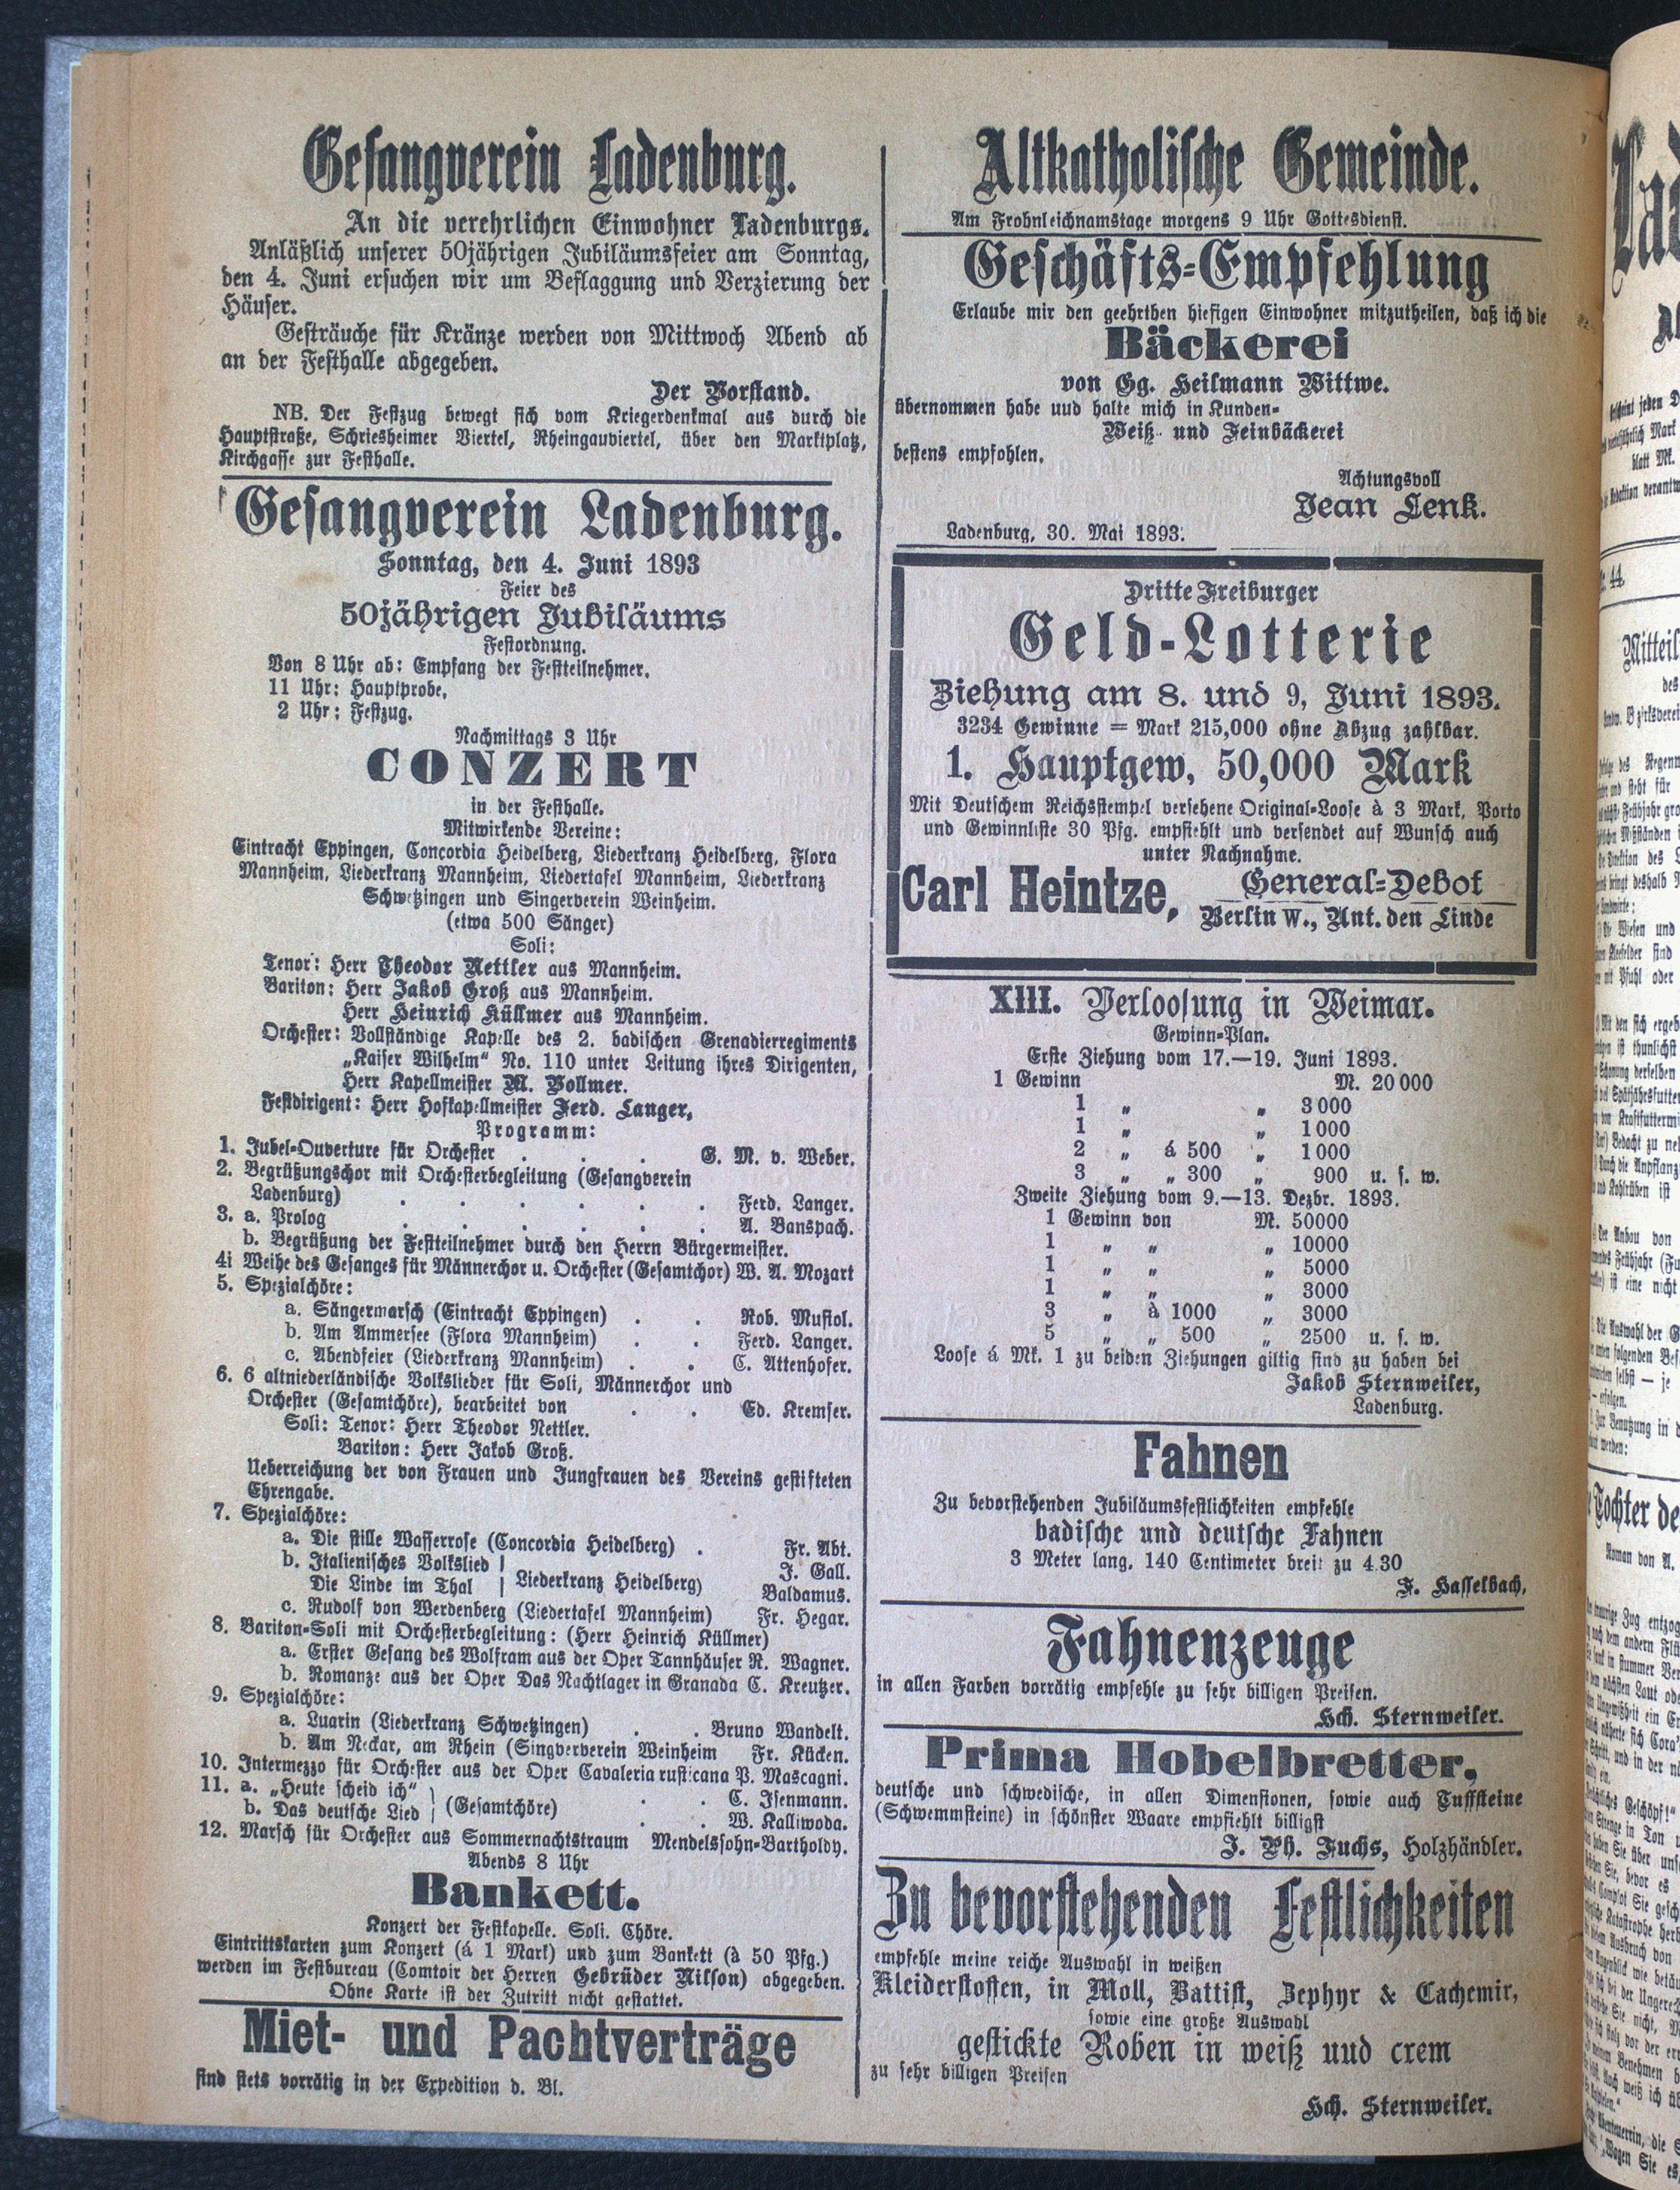 Gesangverein Ladenburg.
An die verehrlichen Einwohner Ladenburgs.
Anläßlich unserer 50jährigen Jubiläumsfeier am Sonntag,
den 4. Juni ersuchen wir um Beflaggung und Verzierung der
Häuser.
Gesträuche für Kränze werden von Mittwoch Abend ab
an der Festhalle abgegeben.
Der Vorstand.
NB. Der Festzug bewegt sich vom Kriegerdenkmal aus durch die
Hauptstraße, Schriesheimer Viertel, Rheingauviertel, über den Marktplatz,
Kirchgasse zur Festhalle.
Gesangverein Ladenburg.
Sonntag, den 4. Juni 1893
Feier des
50jährigen Jubiläums
Festordnung.
Von 8 Uhr ab: Empfang der Festteilnehmer.
11 Uhr: Hauptprobe.
2 Uhr: Festzug.
Nachmittags 3 Uhr
CONZERT
in der Festhalle.
Mitwirkende Vereine:
Eintracht Eppingen, Concordia Heidelberg, Liederkranz Heidelberg, Flora
Mannheim, Liederkranz Mannheim, Liedertafel Mannheim, Liederkranz
Schwetzingen und Singerverein Weinheim.
(etwa 500 Sänger)
Soli:
Tenor: Herr Theodor Nettler aus Mannheim.
Bariton: Herr Jakob Groß aus Mannheim.
Herr Heinrich Küllmer aus Mannheim.
Orchester: Vollständige Kapelle des 2. badischen Grenadierregiments
„Kaiser Wilhelm“ No. 110 unter Leitung ihres Dirigenten,
Herr Kapellmeister M. Vollmer.
Festdirigent: Herr Hofkapellmeister Ferd. Langer,
Programm:
1. Jubel-Ouverture für Orchester . . . G. M. v. Weber.
2. Begrüßungschor mit Orchesterbegleitung (Gesangverein
Ladenburg) . . . . . . Ferd. Langer.
3. a. Prolog . . . . . . A. Banspach.
b. Begrüßung der Festteilnehmer durch den Herrn Bürgermeister.
4i Weihe des Gesanges für Männerchor u. Orchester (Gesamtchor) W. A. Mozart
5. Spezialchöre:
a. Sängermarsch (Eintracht Eppingen) . . Rob. Mustol.
b. Am Ammersee (Flora Mannheim) . . Ferd. Langer.
c. Abendfeier (Liederkranz Mannheim) . . C. Attenhofer.
6. 6 altniederländische Volkslieder für Soli, Männerchor und
Orchester (Gesamtchöre), bearbeitet von . . Ed. Kremser.
Soli: Tenor: Herr Theodor Nettler.
Bariton: Herr Jakob Groß.
Ueberreichung der von Frauen und Jungfrauen des Vereins gestifteten
Ehrengabe.
7. Spezialchöre:
a. Die stille Wasserrose (Concordia Heidelberg) . Fr. Abt.
b. Italienisches Volkslied | J. Gall.
Die Linde im Thal | Liederkranz Heidelberg) Baldamus.
c. Rudolf von Werdenberg (Liedertafel Mannheim) Fr. Hegar.
8. Bariton-Soli mit Orchesterbegleitung: (Herr Heinrich Küllmer)
a. Erster Gesang des Wolfram aus der Oper Tannhäuser R. Wagner.
b. Romanze aus der Oper Das Nachtlager in Granada C. Kreutzer.
9. Spezialchöre:
a. Luarin (Liederkranz Schwetzingen) . . Bruno Wandelt.
b. Am Neckar, am Rhein (Singververein Weinheim Fr. Kücken.
10. Intermezzo für Orchester aus der Oper Cavaleria rusticana P. Mascagni.
11. a. „Heute scheid ich“ | C. Isenmann.
b. Das deutsche Lied | (Gesamtchöre) . . W. Kalliwoda.
12. Marsch für Orchester aus Sommernachtstraum Mendelssohn-Bartholdy.
Abends 8 Uhr
Bankett.
Konzert der Festkapelle. Soli. Chöre.
Eintrittskarten zum Konzert (á 1 Mark) und zum Bankett (à 50 Pfg.)
werden im Festbureau (Comtoir der Herren Gebrüder Nilson) abgegeben.
Ohne Karte ist der Zutritt nicht gestattet.
Miet- und Pachtverträge
sind stets vorrätig in der Expedition d. Bl.
Altkatholische Gemeinde.
Am Frohnleichnamstage morgens 9 Uhr Gottesdienst.
Geschäfts-Empfehlung
Erlaube mir den geehrthen hiesigen Einwohner mitzutheilen, daß ich die
Bäckerei
von Gg. Heilmann Wittwe.
übernommen habe und halte mich in Kunden-
Weiß- und Feinbäckerei
bestens empfohlen.
Achtungsvoll
Jean Lenk.
Ladenburg, 30. Mai 1893.
Dritte Freiburger
Geld-Lotterie
Ziehung am 8. und 9, Juni 1893.
3234 Gewinne = Mark 215,000 ohne Abzug zahlbar.
1. Hauptgew, 50,000 Mark
Mit Deutschem Reichsstempel versehene Original-Loose à 3 Mark, Porto
und Gewinnliste 30 Pfg. empfiehlt und versendet auf Wunsch auch
unter Nachnahme.
Carl Heintze, General-Debot
Berlin W., Unt. den Linde
XIII. Verloosung in Weimar.
Gewinn-Plan.
Erste Ziehung vom 17.—19. Juni 1893.
1 Gewinn M. 20 000
1 „ „ 3 000
1 „ „ 1 000
2 „ á 500 „ 1 000
3 „ „ 300 „ 900 u. s. w.
Zweite Ziehung vom 9.—13. Dezbr. 1893.
1 Gewinn von M. 50000
1 „ „ „ 10000
1 „ „ „ 5000
1 „ „ „ 3000
3 „ à 1000 „ 3000
5 „ „ 500 „ 2500 u. s. w.
Loose á Mk. 1 zu beiden Ziehungen giltig sind zu haben bei
Jakob Sternweiler,
Ladenburg.
Fahnen
Zu bevorstehenden Jubiläumsfestlichkeiten empfehle
badische und deutsche Fahnen
3 Meter lang, 140 Centimeter breit zu 4.30
F. Hasselbach,
Fahnenzeuge
in allen Farben vorrätig empfehle zu sehr billigen Preisen.
Hch. Sternweiler.
Prima Hobelbretter,
deutsche und schwedische, in allen Dimensionen, sowie auch Tuffsteine
(Schwemmsteine) in schönster Waare empfiehlt billigst
J. Ph. Fuchs, Holzhändler.
Zu bevorstehenden Festlichkeiten
empfehle meine reiche Auswahl in weißen
Kleiderstoffen, in Moll, Battist, Zephyr & Cachemir,
sowie eine große Auswahl
gestickte Roben in weiß und crem
zu sehr billigen Preisen
Hch. Sternweiler.